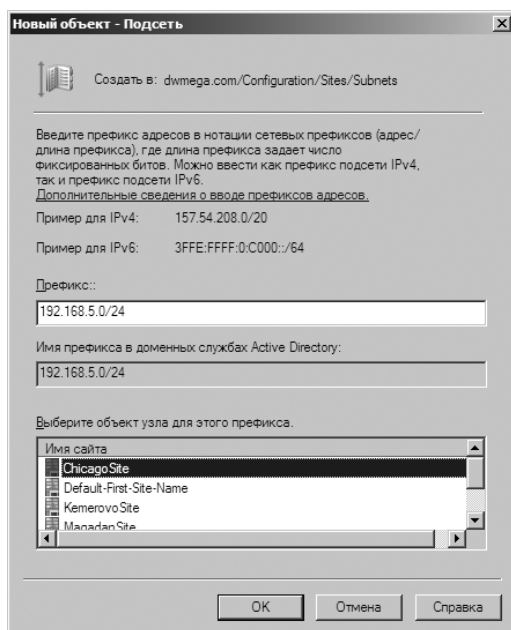 Новый объект - Подсеть
Создать в: dwmega.com/Configuration/Sites/Subnets
Введите префикс адресов в нотации сетевых префиксов (адрес/
длина префикса), где длина префикса задает число
фиксированных битов. Можно ввести как префикс подсети IPv4,
так и префикс подсети IPv6.
Дополнительные сведения о вводе префиксов адресов.
Пример для IPv4: 157.54.208.0/20
Пример для IPv6: 3FFE:FFFF:0:C000::/64
Префикс::
192.168.5.0/24
Имя префикса в доменных службах Active Directory:
192.168.5.0/24
Выберите объект узла для этого префикса.
Имя сайта
ChicagoSite
Default-First-Site-Name
KemerovoSite
MagadanSite
OK Отмена Справка